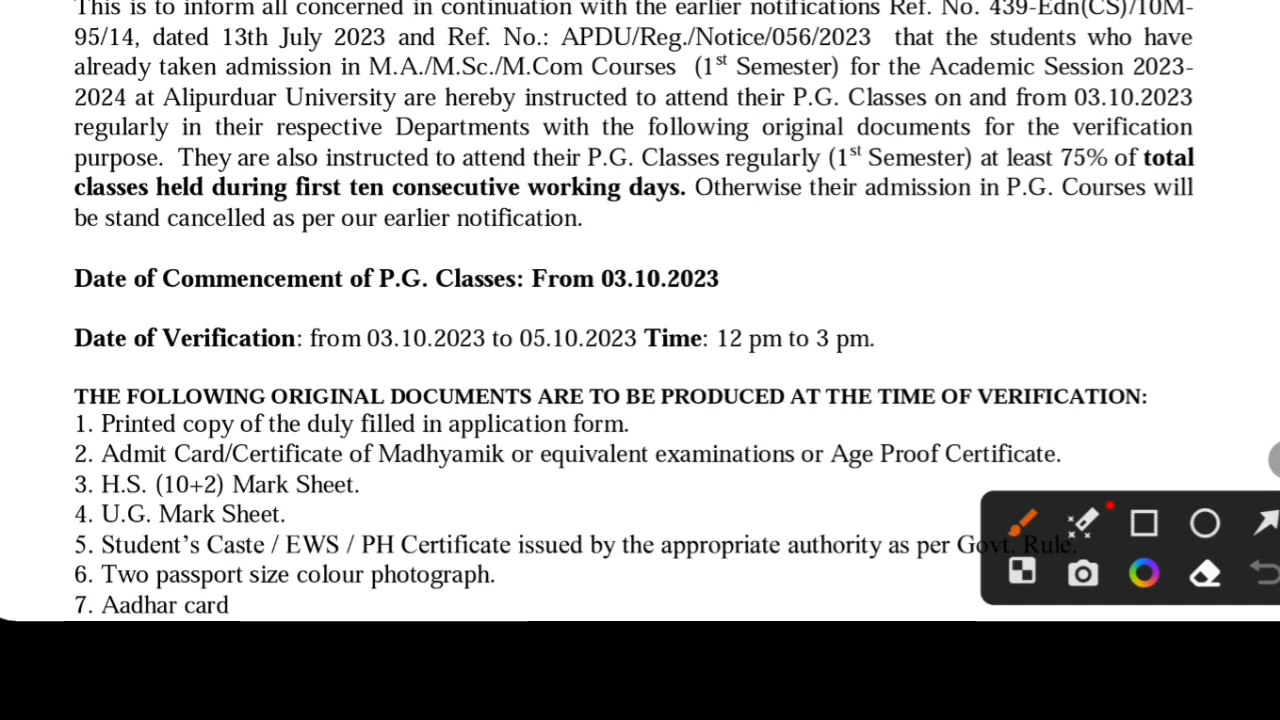 This is to inform all concerned in continuation with the earlier notifications Ref. No. 439-Edn(CS)/10M-
95/14, dated 13th July 2023 and Ref. No.: APDU/Reg./Notice/056/2023 that the students who have
already taken admission in M.A./M.Sc./M.Com Courses (1st Semester) for the Academic Session 2023-
2024 at Alipurduar University are hereby instructed to attend their P.G. Classes on and from 03.10.2023
regularly in their respective Departments with the following original documents for the verification
purpose. They are also instructed to attend their P.G. Classes regularly (1st Semester) at least 75% of total
classes held during first ten consecutive working days. Otherwise their admission in P.G. Courses will
be stand cancelled as per our earlier notification.
Date of Commencement of P.G. Classes: From 03.10.2023
Date of Verification: from 03.10.2023 to 05.10.2023 Time: 12 pm to 3 pm.
THE FOLLOWING ORIGINAL DOCUMENTS ARE TO BE PRODUCED AT THE TIME OF VERIFICATION:
1. Printed copy of the duly filled in application form.
2. Admit Card/Certificate of Madhyamik or equivalent examinations or Age Proof Certificate.
3. H.S. (10+2) Mark Sheet.
4. U.G. Mark Sheet.
5. Student’s Caste / EWS / PH Certificate issued by the appropriate authority as per Govt. Rule.
6. Two passport size colour photograph.
7. Aadhar card